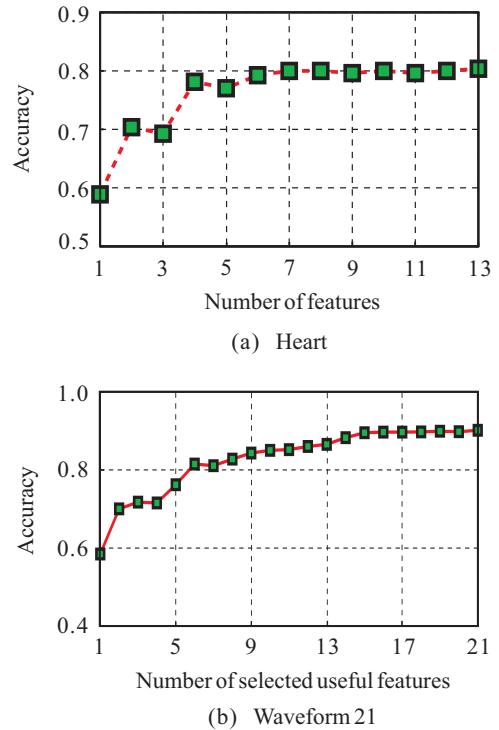 0.9
0.8
0.7
0.6
0.5
Accuracy
1 3 5 7 9 11 13
Number of features
(a) Heart
1.0
0.8
0.6
0.4
Accuracy
1 5 9 13 17 21
Number of selected useful features
(b) Waveform 21